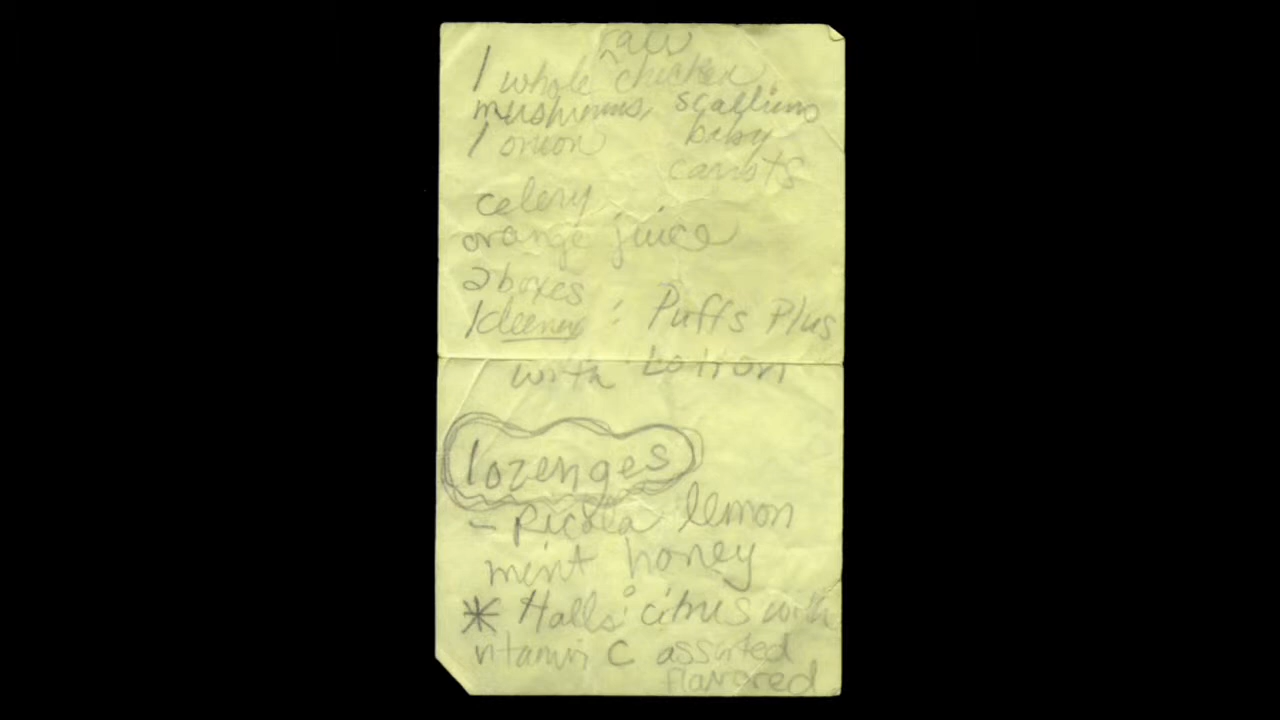 raw
1 whole chicken
mushrooms, scallions
1 onion baby
carrots
celery
orange juice
2 boxes
Kleenex : Puffs Plus
with Lotion
lozenges
- Ricola lemon
mint honey
* Halls: citrus with
vitamin C assorted
flavored